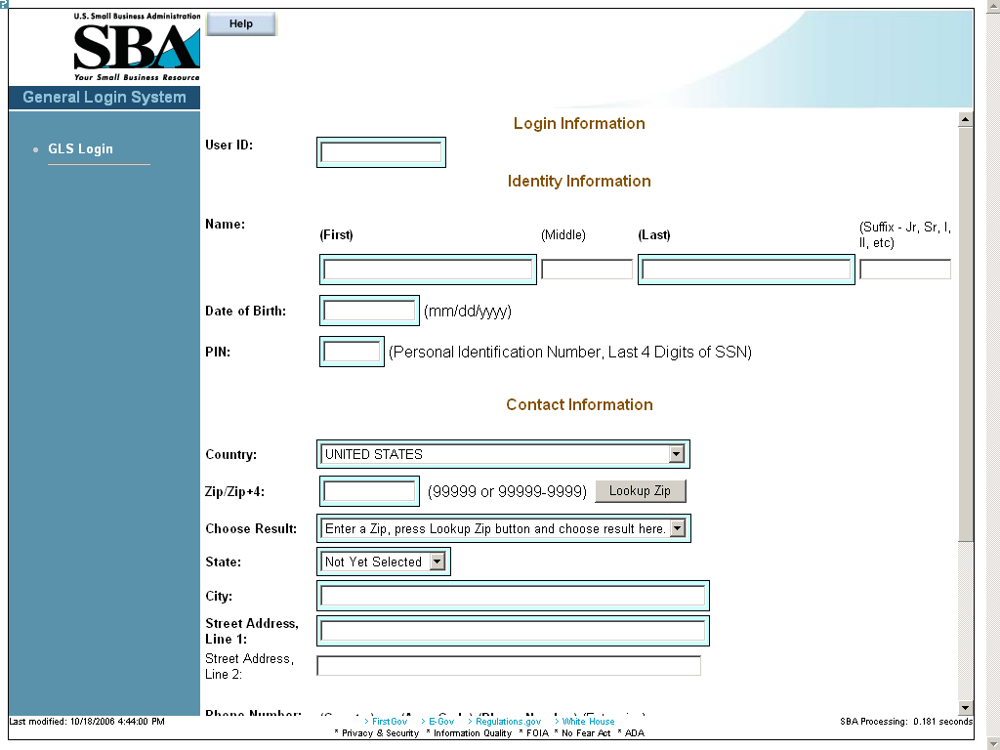 U.S. Small Business Administration
SBA
Your Small Business Resource
Help
General Login System
GLS Login
Login Information
User ID:
Identity Information
Name:
(First)
(Middle)
(Last)
(Suffix - Jr, Sr, I, II, etc)
Date of Birth:
(mm/dd/yyyy)
PIN:
(Personal Identification Number, Last 4 Digits of SSN)
Contact Information
Country:
UNITED STATES
Zip/Zip+4:
(99999 or 99999-9999)
Lookup Zip
Choose Result:
Enter a Zip, press Lookup Zip button and choose result here.
State:
Not Yet Selected
City:
Street Address,
Line 1:
Street Address,
Line 2:
Phone Number:
Last modified: 10/18/2006 4:44:00 PM
FirstGov
E-Gov
Regulations.gov
White House
SBA Processing: 0.181 seconds
* Privacy & Security * Information Quality * FOIA * No Fear Act * ADA